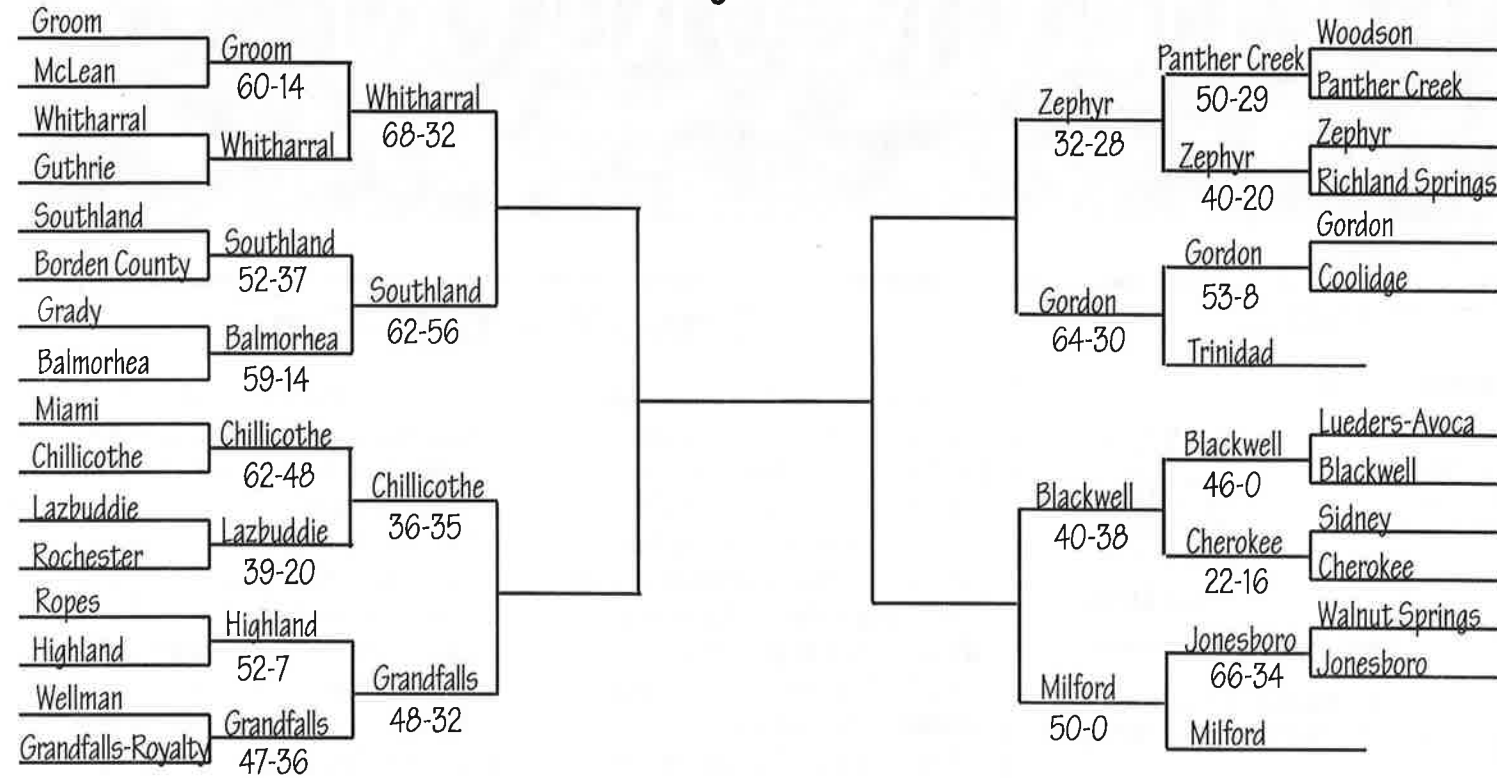 Groom
McLean
Whitharral
Guthrie
Southland
Borden County
Grady
Balmorhea
Miami
Chillicothe
Lazbuddie
Rochester
Ropes
Highland
Wellman
Grandfalls-Royalty
Groom
60-14
Whitharral
Southland
52-37
Balmorhea
59-14
Chillicothe
62-48
Lazbuddie
39-20
Highland
52-7
Grandfalls
47-36
Whitharral
68-32
Southland
62-56
Chillicothe
36-35
Grandfalls
48-32
Zephyr
32-28
Gordon
64-30
Blackwell
40-38
Milford
50-0
Panther Creek
50-29
Zephyr
40-20
Gordon
53-8
Trinidad
Blackwell
46-0
Cherokee
22-16
Jonesboro
66-34
Milford
Woodson
Panther Creek
Zephyr
Richland Springs
Gordon
Coolidge
Lueders-Avoca
Blackwell
Sidney
Cherokee
Walnut Springs
Jonesboro